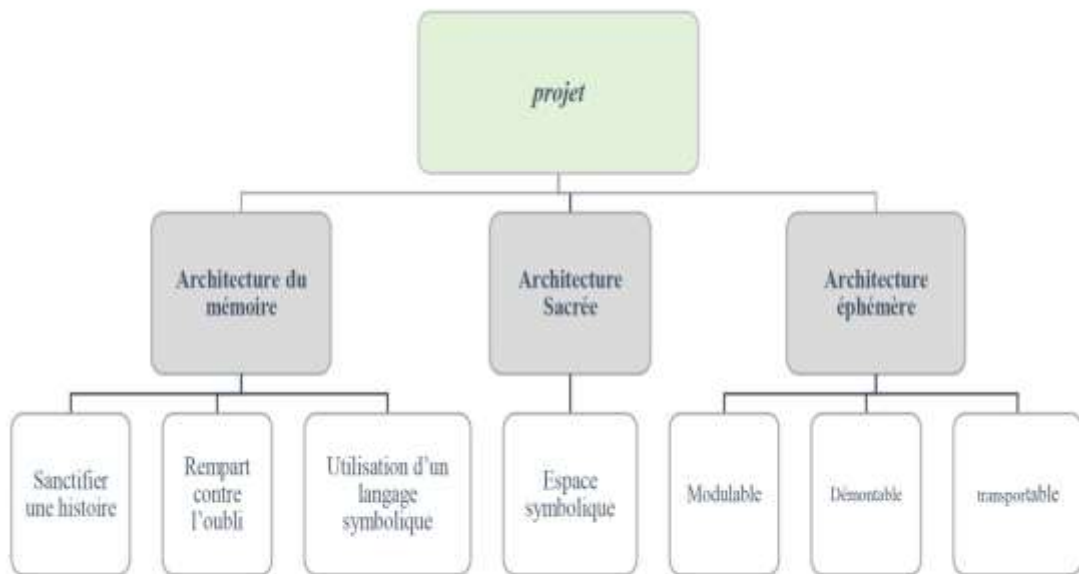 projet
Architecture du
mémoire
Architecture
Sacrée
Architecture
éphémère
Sanctifier
une histoire
Rempart
contre
l'oubli
Utilisation d'un
langage
symbolique
Espace
symbolique
Modulable
Démontable
transportable